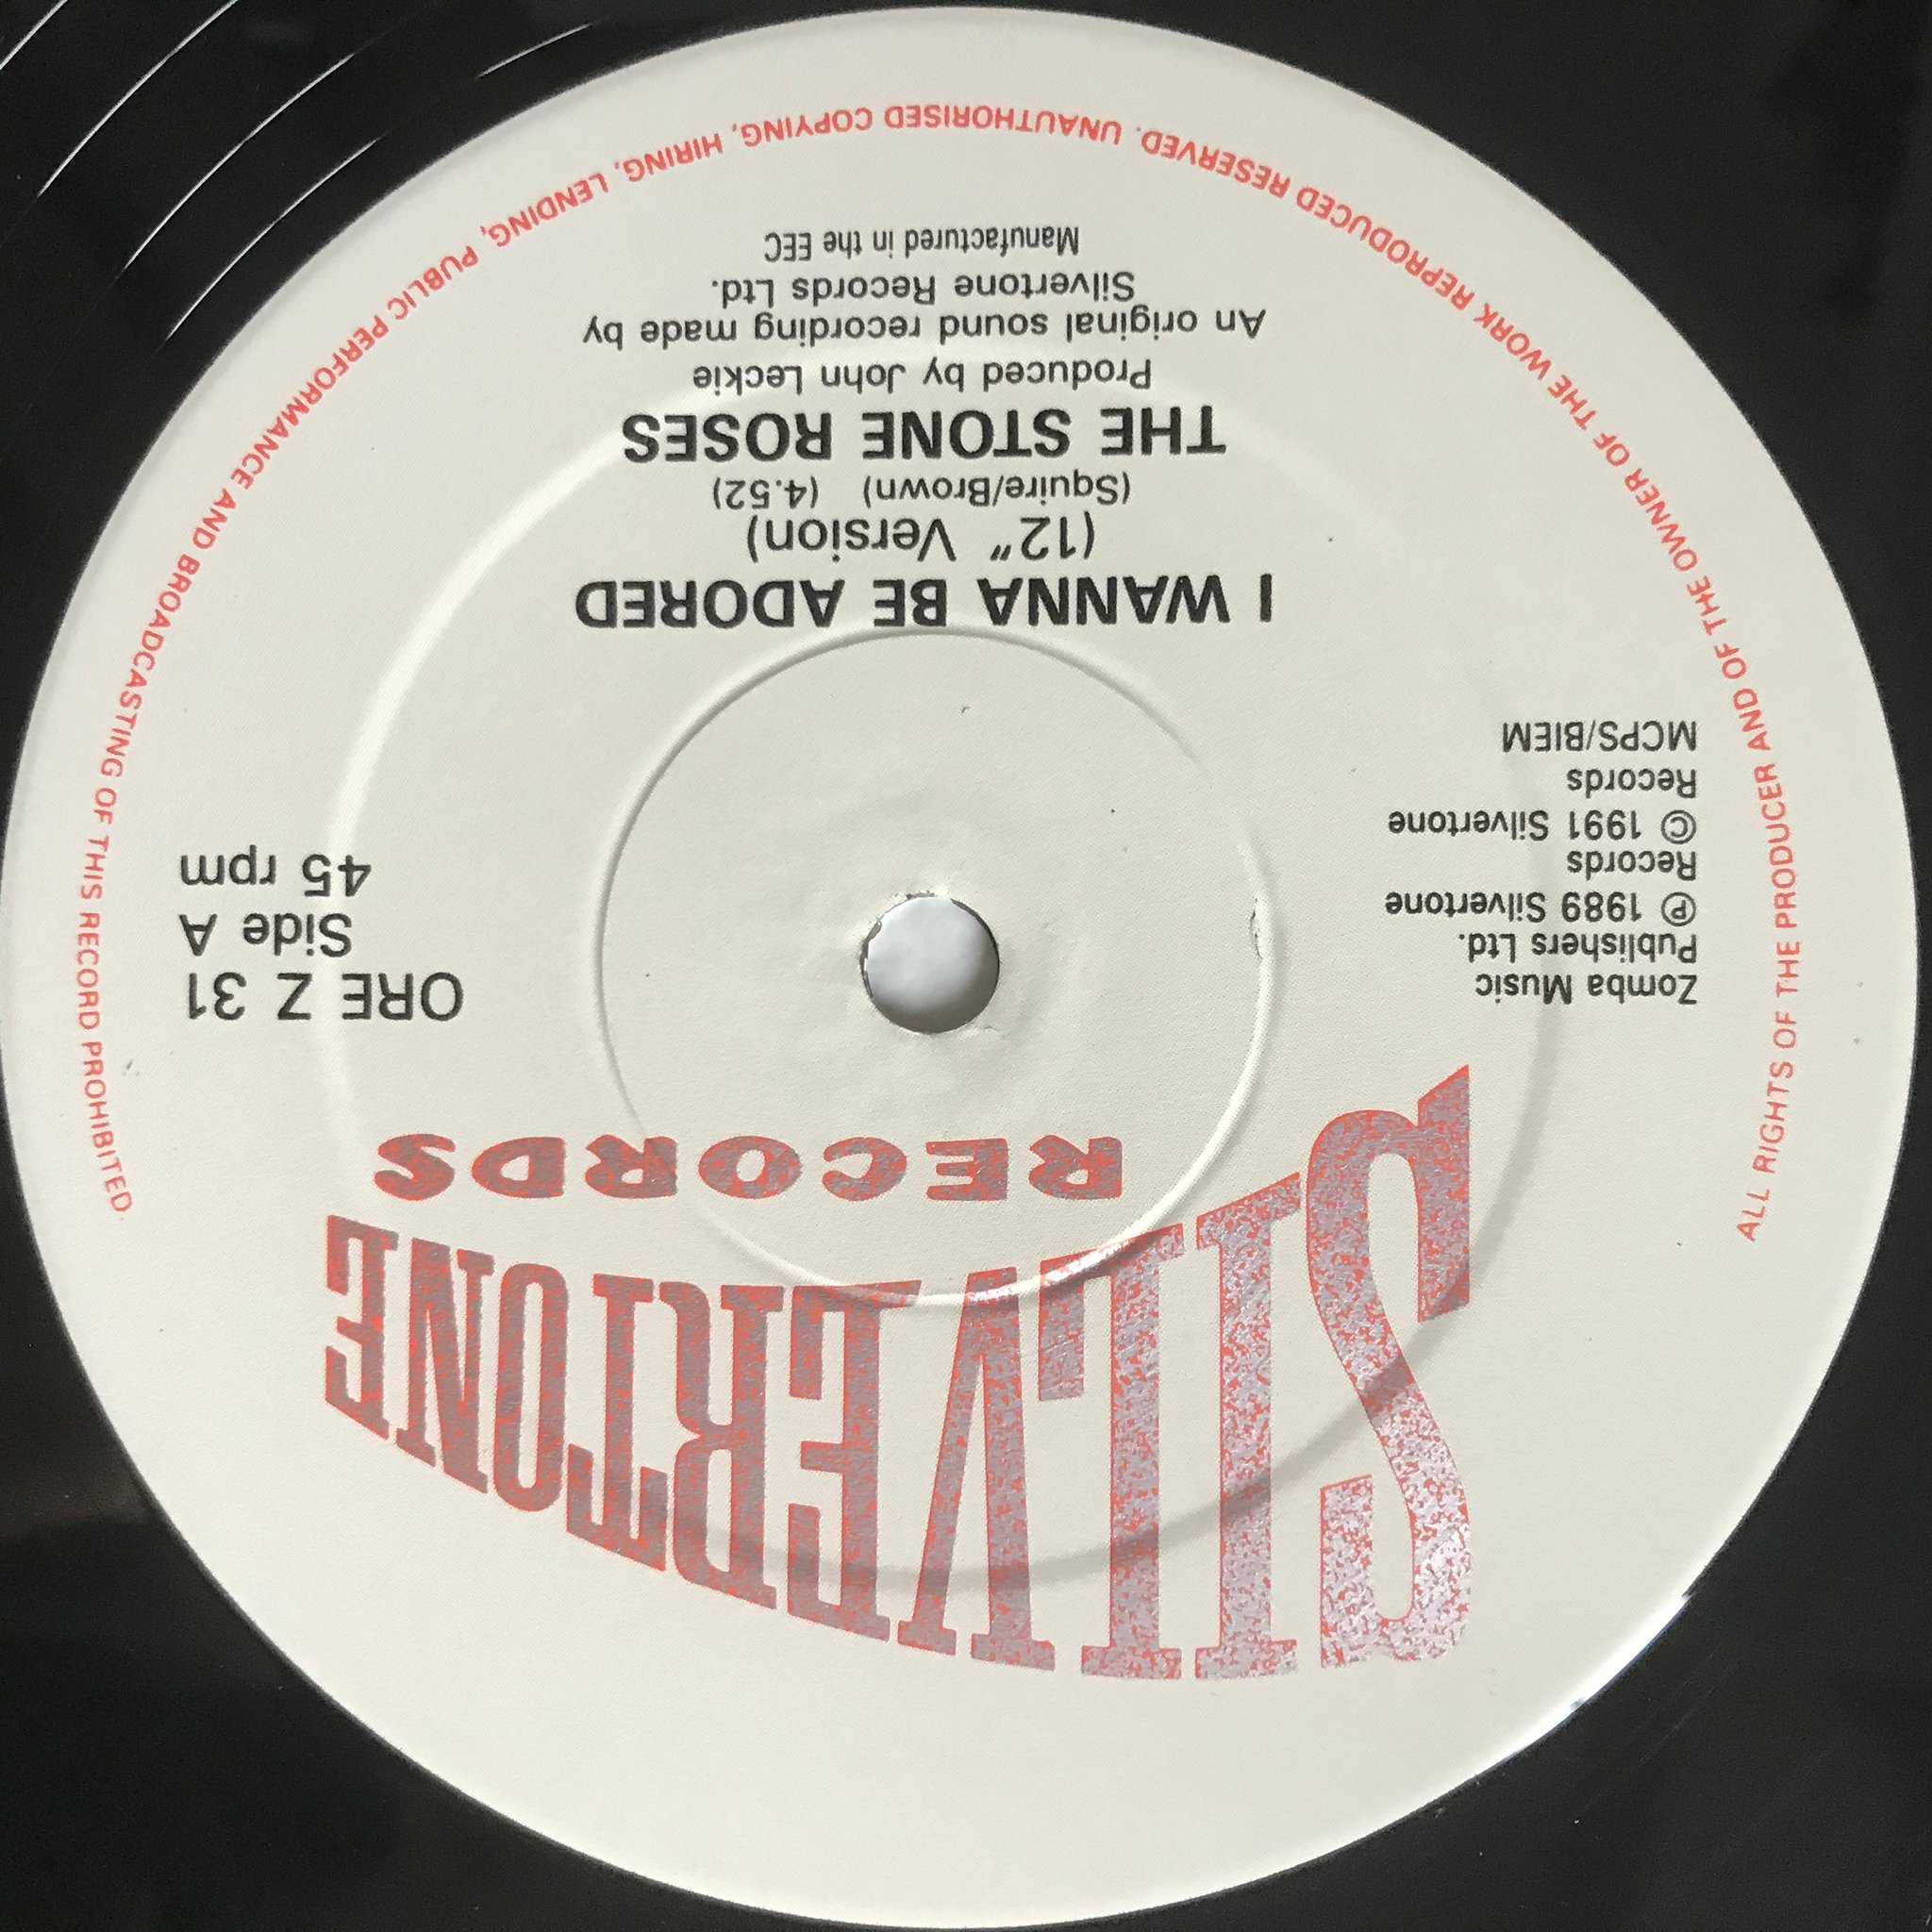 SILVERTONE
RECORDS
Zomba Music
Publishers Ltd.
℗ 1989 Silvertone
Records
© 1991 Silvertone
Records
MCPS/BIEM
ORE Z 31
Side A
45 rpm
I WANNA BE ADORED
(12" Version)
(Squire/Brown) (4.52)
THE STONE ROSES
Produced by John Leckie
An original sound recording made by
Silvertone Records Ltd.
Manufactured in the EEC
ALL RIGHTS OF THE PRODUCER AND OF THE OWNER OF THE WORK REPRODUCED RESERVED. UNAUTHORISED COPYING, HIRING, LENDING, PUBLIC PERFORMANCE AND BROADCASTING OF THIS RECORD PROHIBITED